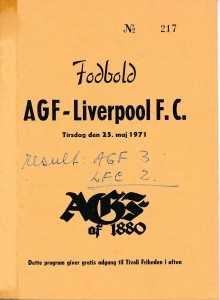 № 217
Fodbold
AGF - Liverpool F. C.
Tirsdag den 25. maj 1971
result: AGF 3
LFC 2.
AGF
af 1880
Dette program giver gratis adgang til Tivoli Friheden i aften